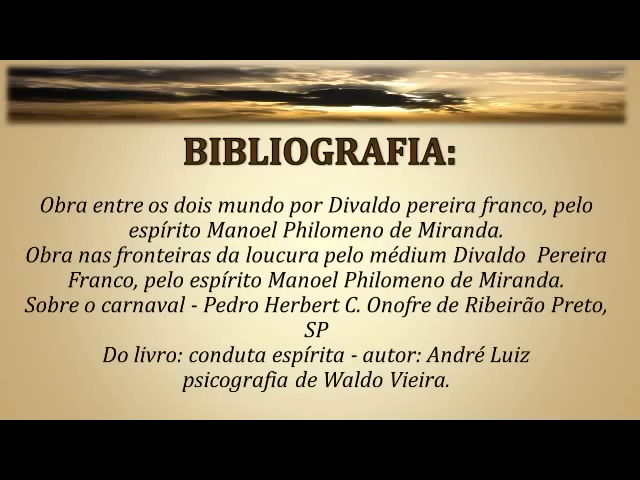 BIBLIOGRAFIA:
Obra entre os dois mundo por Divaldo pereira franco, pelo
espírito Manoel Philomeno de Miranda.
Obra nas fronteiras da loucura pelo médium Divaldo Pereira
Franco, pelo espírito Manoel Philomeno de Miranda.
Sobre o carnaval - Pedro Herbert C. Onofre de Ribeirão Preto,
SP
Do livro: conduta espírita - autor: André Luiz
psicografia de Waldo Vieira.